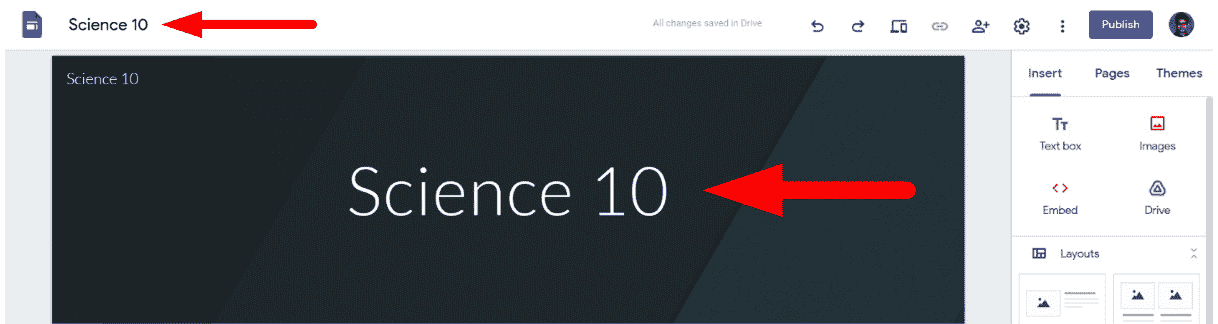 Science 10
All changes saved in Drive
Publish
Science 10
Science 10
Insert
Pages
Themes
Text box
Images
Embed
Drive
Layouts